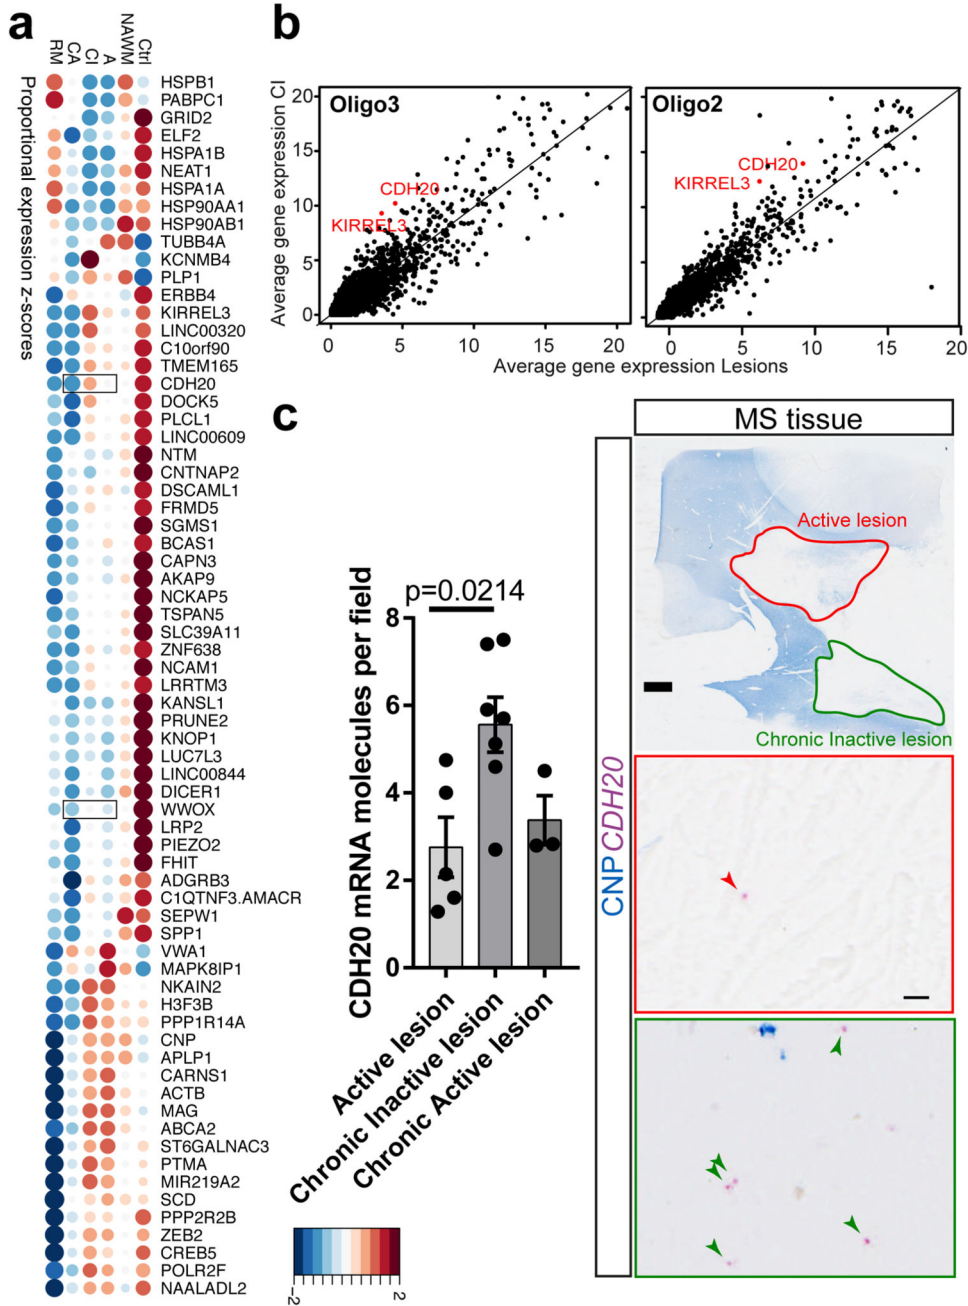 a
RM
CA
CI
A
NAWM
Ctrl
Proportional expression z-scores
HSPB1
PABPC1
GRID2
ELF2
HSPA1B
NEAT1
HSPA1A
HSP90AA1
HSP90AB1
TUBB4A
KCNMB4
PLP1
ERBB4
KIRREL3
LINC00320
C10orf90
TMEM165
CDH20
DOCK5
PLCL1
LINC00609
NTM
CNTNAP2
DSCAML1
FRMD5
SGMS1
BCAS1
CAPN3
AKAP9
NCKAP5
TSPAN5
SLC39A11
ZNF638
NCAM1
LRRTM3
KANSL1
PRUNE2
KNOP1
LUC7L3
LINC00844
DICER1
WWOX
LRP2
PIEZO2
FHIT
ADGRB3
C1QTNF3.AMACR
SEPW1
SPP1
VWA1
MAPK8IP1
NKAIN2
H3F3B
PPP1R14A
CNP
APLP1
CARNS1
ACTB
MAG
ABCA2
ST6GALNAC3
PTMA
MIR219A2
SCD
PPP2R2B
ZEB2
CREB5
POLR2F
NAALADL2
-2
2
b
Average gene expression CI
20
15
10
5
0
Oligo3
CDH20
KIRREL3
0
5
10
15
20
Oligo2
CDH20
KIRREL3
0
5
10
15
20
Average gene expression Lesions
c
p=0.0214
CDH20 mRNA molecules per field
8
6
4
2
0
Active lesion
Chronic Inactive lesion
Chronic Active lesion
MS tissue
CNP CDH20
Active lesion
Chronic Inactive lesion